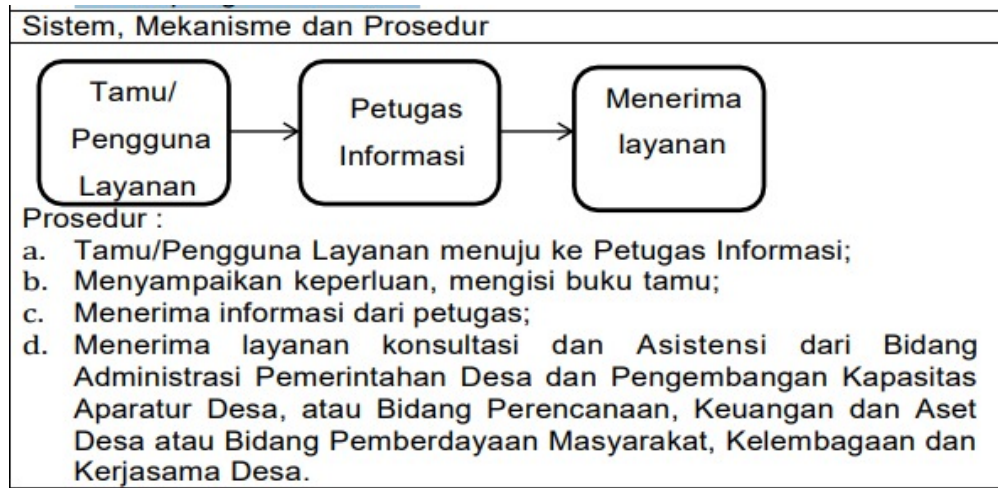 Sistem, Mekanisme dan Prosedur
Tamu/
Pengguna
Layanan
Petugas
Informasi
Menerima
layanan
Prosedur :
a. Tamu/Pengguna Layanan menuju ke Petugas Informasi;
b. Menyampaikan keperluan, mengisi buku tamu;
c. Menerima informasi dari petugas;
d. Menerima layanan konsultasi dan Asistensi dari Bidang
Administrasi Pemerintahan Desa dan Pengembangan Kapasitas
Aparatur Desa, atau Bidang Perencanaan, Keuangan dan Aset
Desa atau Bidang Pemberdayaan Masyarakat, Kelembagaan dan
Kerjasama Desa.